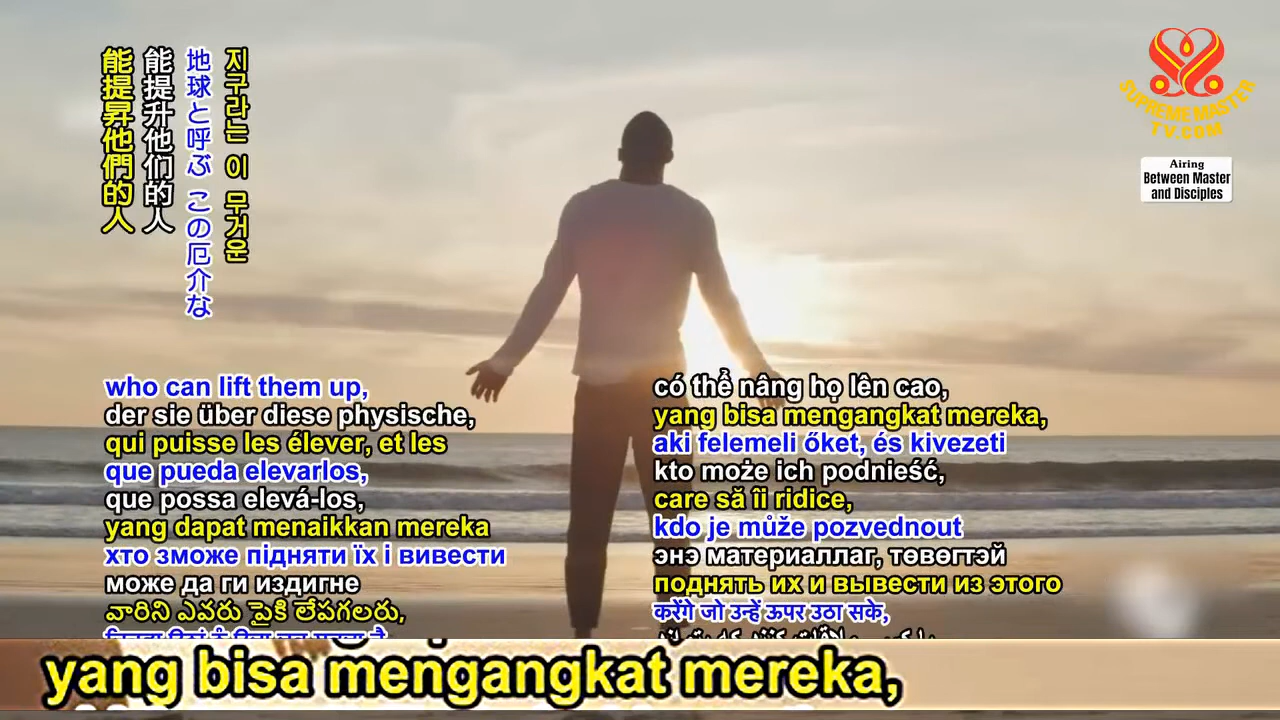 能提昇他們的人
能提升他们的人
地球と呼ぶ この厄介な
지구라는 이 무거운
SUPREME MASTER
TV.COM
Airing
Between Master
and Disciples
who can lift them up,
der sie über diese physische,
qui puisse les élever, et les
que pueda elevarlos,
que possa elevá-los,
yang dapat menaikkan mereka
хто зможе підняти їх і вивести
може да ги издигне
వారిని ఎవరు పైకి లేపగలరు,
có thể nâng họ lên cao,
yang bisa mengangkat mereka,
aki felemeli őket, és kivezeti
kto może ich podnieść,
care să îi ridice,
kdo je může pozvednout
энэ материаллаг, төвөгтэй
поднять их и вывести из этого
करेंगे जो उन्हें ऊपर उठा सके,
yang bisa mengangkat mereka,